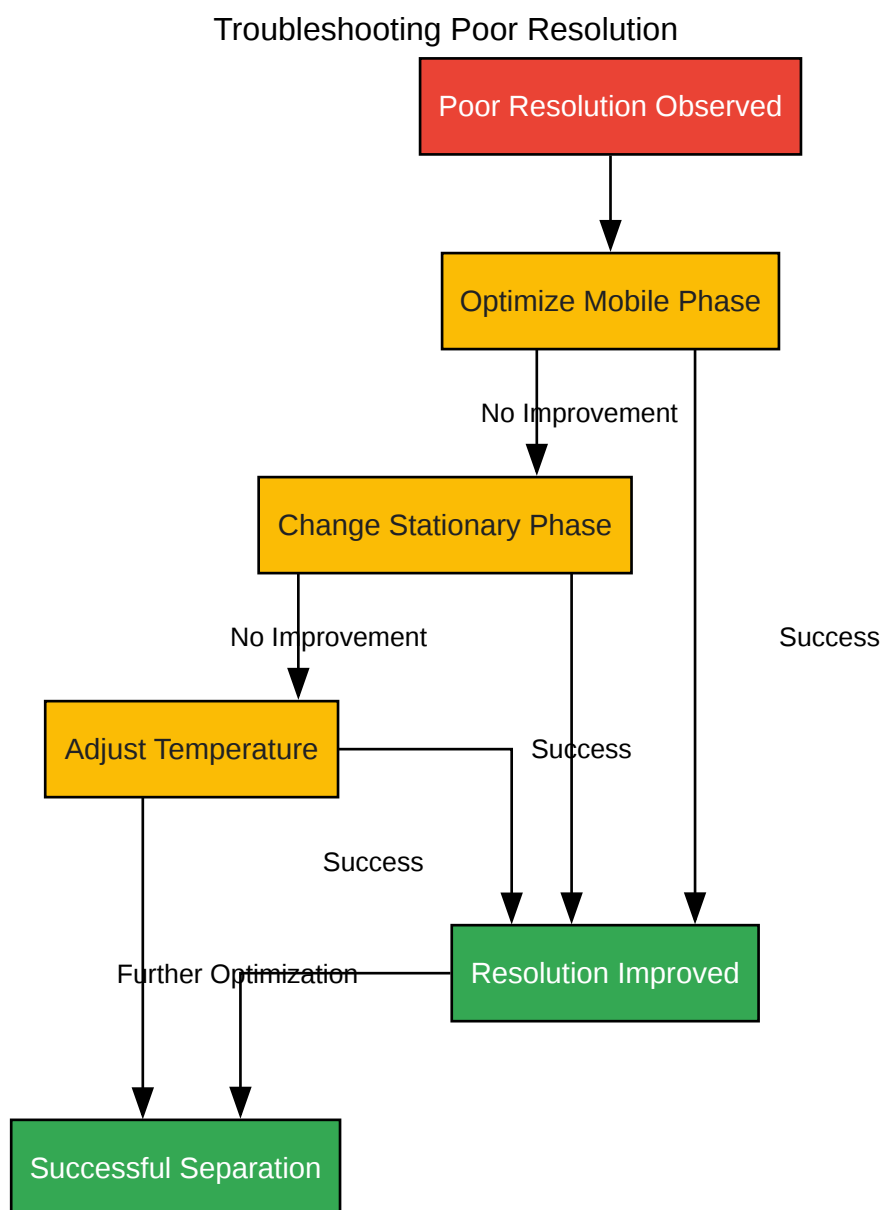 Troubleshooting Poor Resolution
Poor Resolution Observed
Optimize Mobile Phase
No Improvement
Change Stationary Phase
No Improvement
Success
Adjust Temperature
Success
Success
Further Optimization
Resolution Improved
Successful Separation